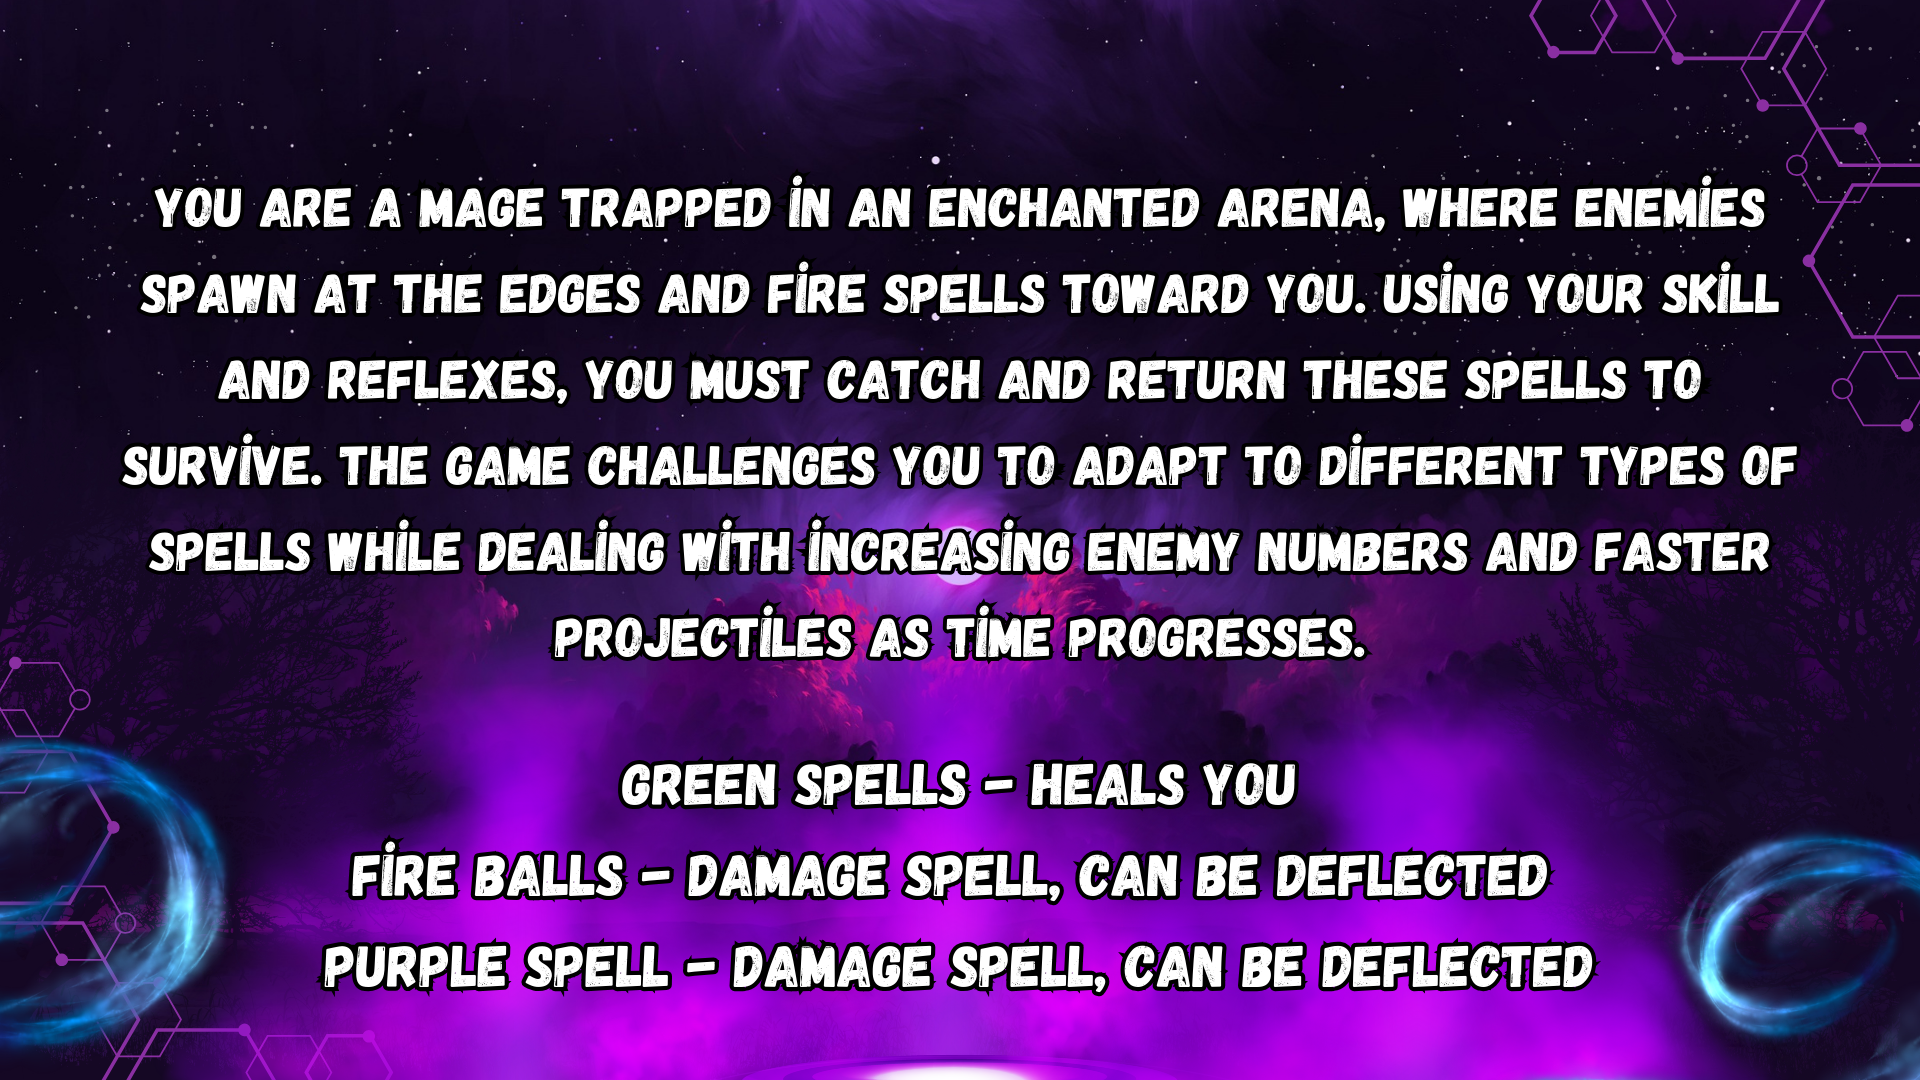 YOU ARE A MAGE TRAPPED İN AN ENCHANTED ARENA, WHERE ENEMİES
SPAWN AT THE EDGES AND FİRE SPELLS TOWARD YOU. USİNG YOUR SKİLL
AND REFLEXES, YOU MUST CATCH AND RETURN THESE SPELLS TO
SURVİVE. THE GAME CHALLENGES YOU TO ADAPT TO DİFFERENT TYPES OF
SPELLS WHİLE DEALİNG WİTH İNCREASİNG ENEMY NUMBERS AND FASTER
PROJECTİLES AS TİME PROGRESSES.
GREEN SPELLS – HEALS YOU
FİRE BALLS – DAMAGE SPELL, CAN BE DEFLECTED
PURPLE SPELL – DAMAGE SPELL, CAN BE DEFLECTED